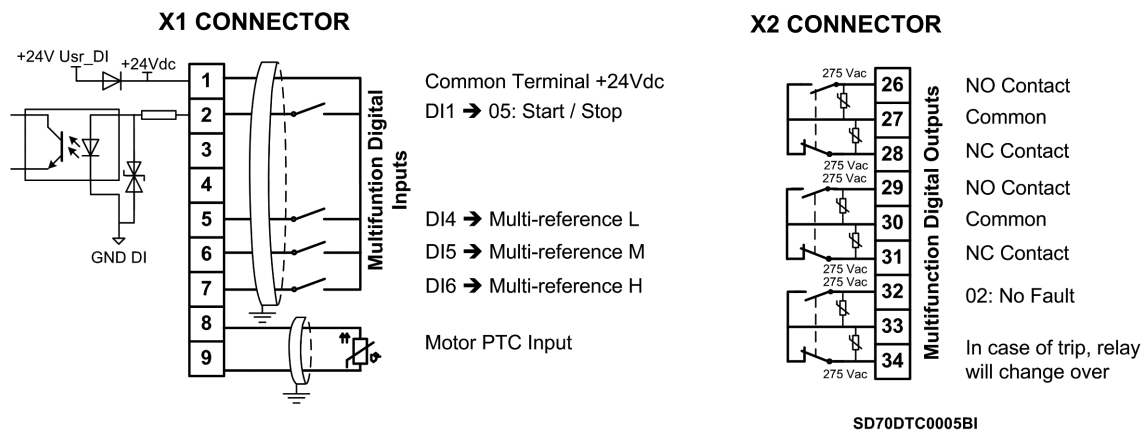 X1 CONNECTOR
+24V Usr_DI
+24Vdc
GND DI
1
2
3
4
5
6
7
8
9
Multifuntion Digital
Inputs
Common Terminal +24Vdc
DI1 ➔ 05: Start / Stop
DI4 ➔ Multi-reference L
DI5 ➔ Multi-reference M
DI6 ➔ Multi-reference H
Motor PTC Input
X2 CONNECTOR
275 Vac
275 Vac
275 Vac
275 Vac
275 Vac
275 Vac
26
27
28
29
30
31
32
33
34
Multifunction Digital Outputs
NO Contact
Common
NC Contact
NO Contact
Common
NC Contact
02: No Fault
In case of trip, relay
will change over
SD70DTC0005BI